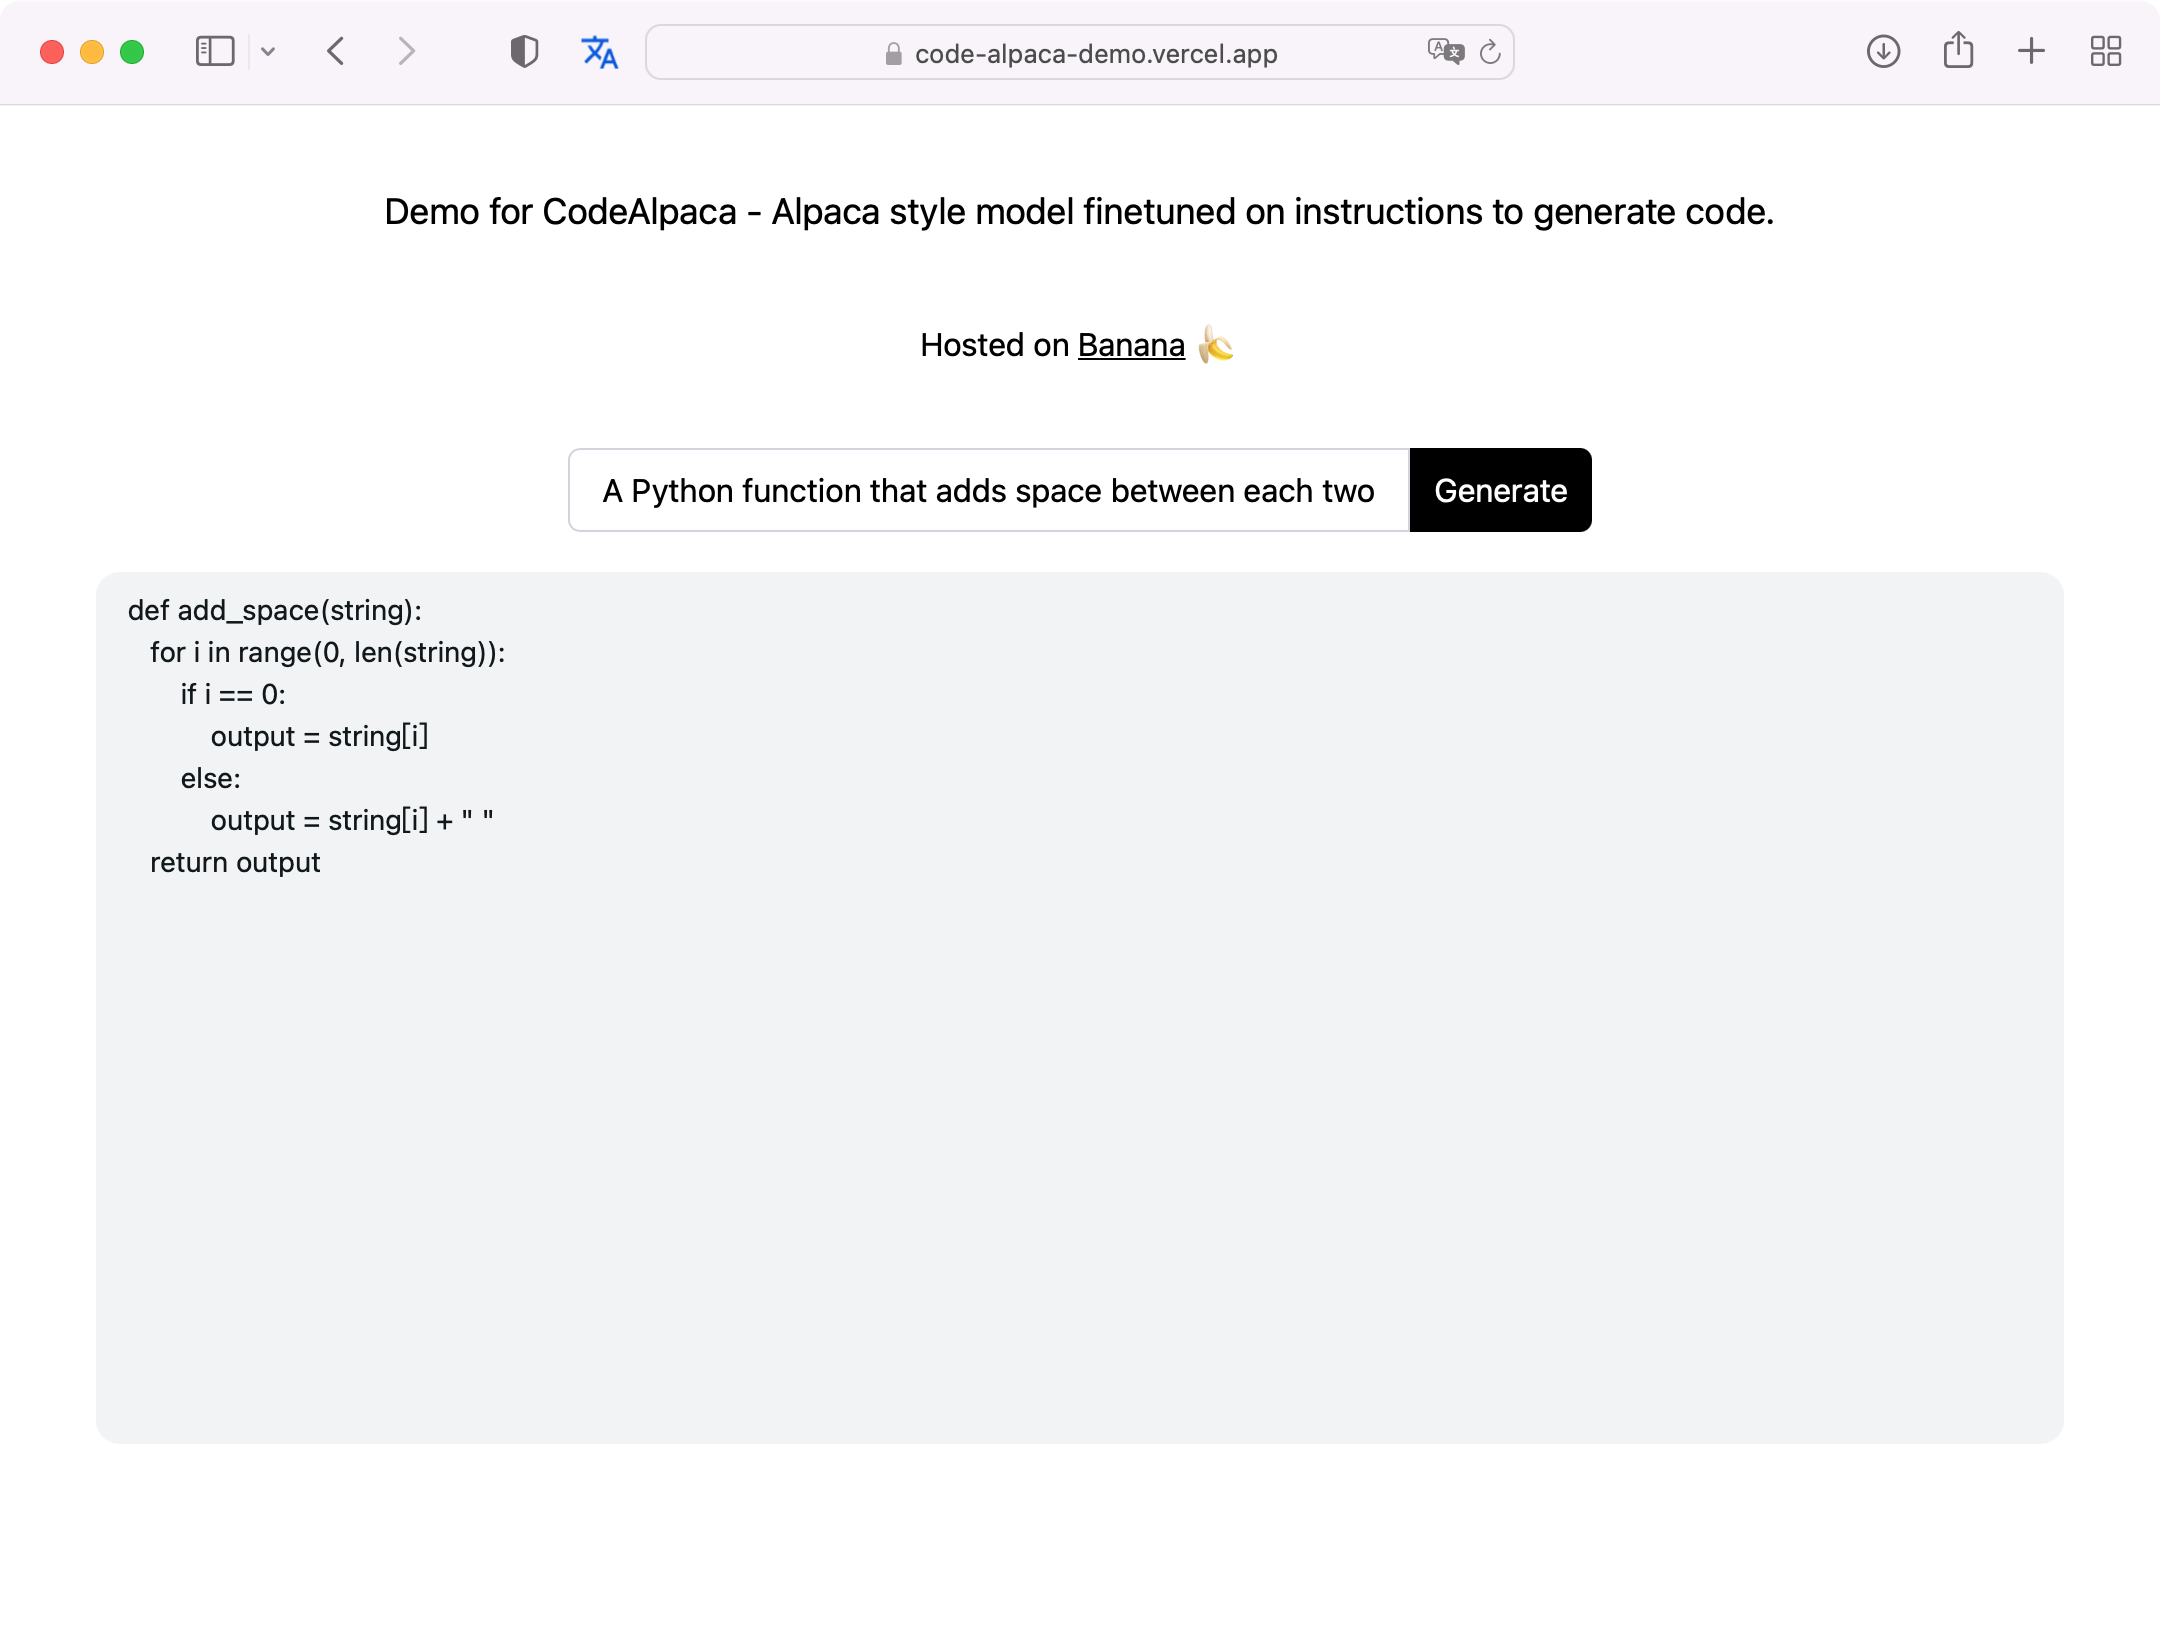 code-alpaca-demo.vercel.app
Demo for CodeAlpaca - Alpaca style model finetuned on instructions to generate code.
Hosted on Banana 🍌
A Python function that adds space between each two
Generate
def add_space(string):
   for i in range(0, len(string)):
       if i == 0:
           output = string[i]
       else:
           output = string[i] + " "
   return output